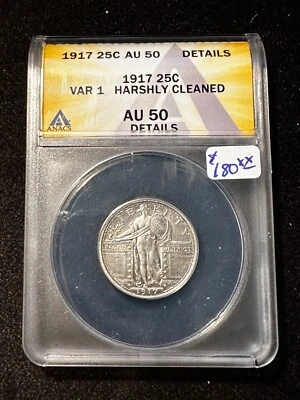 1917 25C AU 50 DETAILS
1917 25C
VAR 1 HARSHLY CLEANED
AU 50
DETAILS
ANACS
180xx
LIBERTY
1917